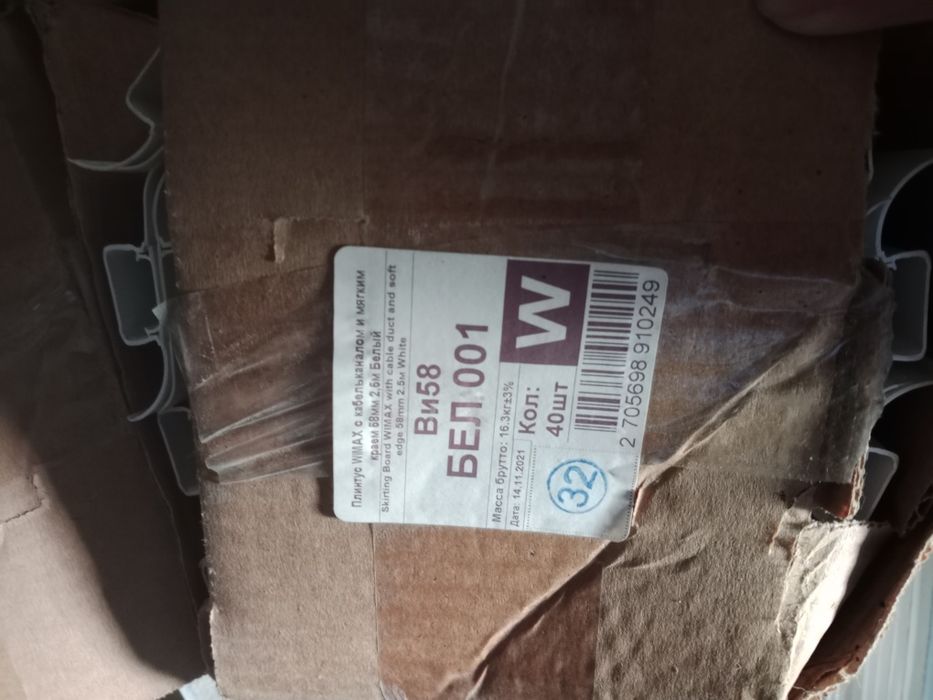 Плинтус WIMAX с кабельканалом и мягким
краем 58мм 2,5м Белый
Skirting Board WIMAX with cable duct and soft
edge 58mm 2.5м White
Ви58
БЕЛ 001
Масса брутто: 16.3кг±3%
Дата: 14.11.2021
Кол.:
40шт
32
W
2 705698 910249